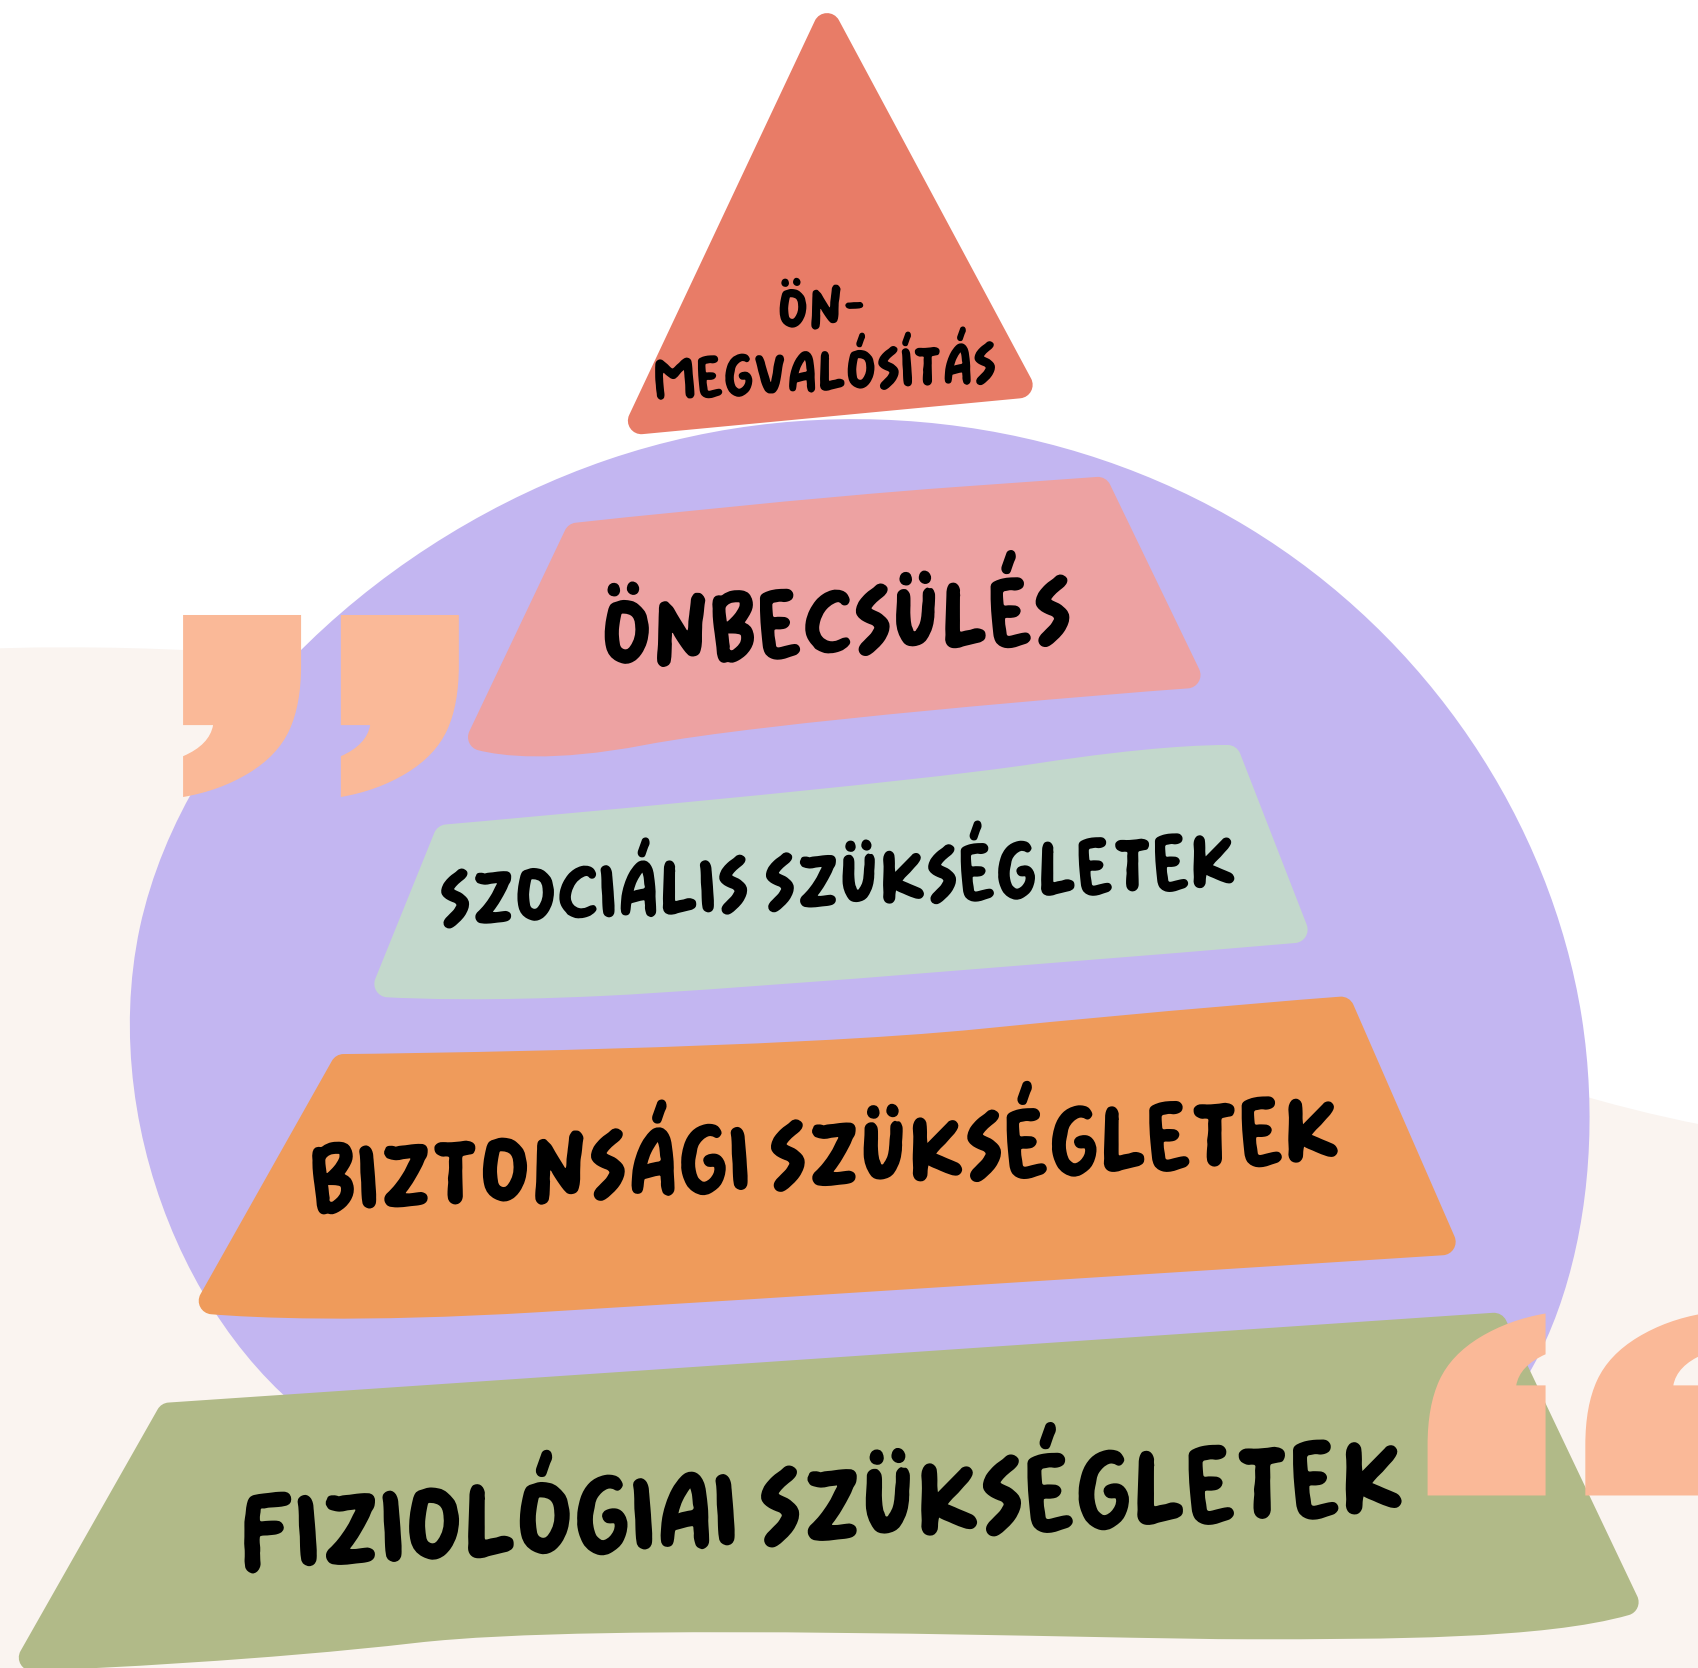 ÖN-
MEGVALÓSÍTÁS
ÖNBECSÜLÉS
SZOCIÁLIS SZÜKSÉGLETEK
BIZTONSÁGI SZÜKSÉGLETEK
FIZIOLÓGIAI SZÜKSÉGLETEK